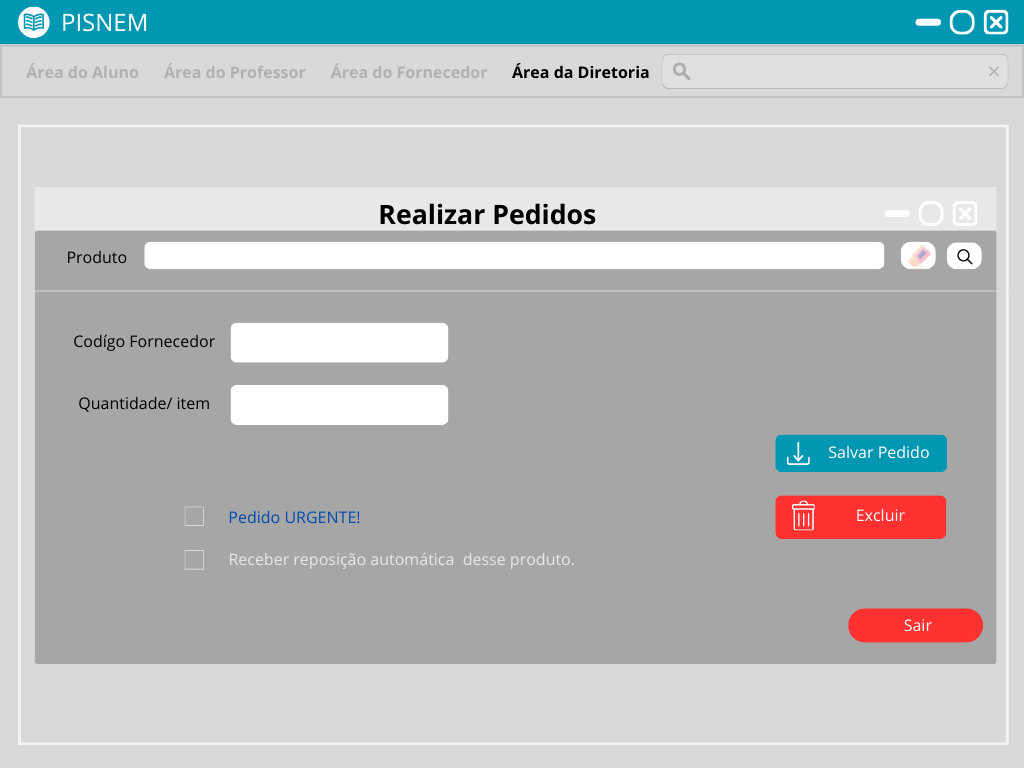 PISNEM
Área do Aluno Área do Professor Área do Fornecedor Área da Diretoria
Realizar Pedidos
Produto
Codígo Fornecedor
Quantidade/ item
Salvar Pedido
Excluir
Pedido URGENTE!
Receber reposição automática desse produto.
Sair